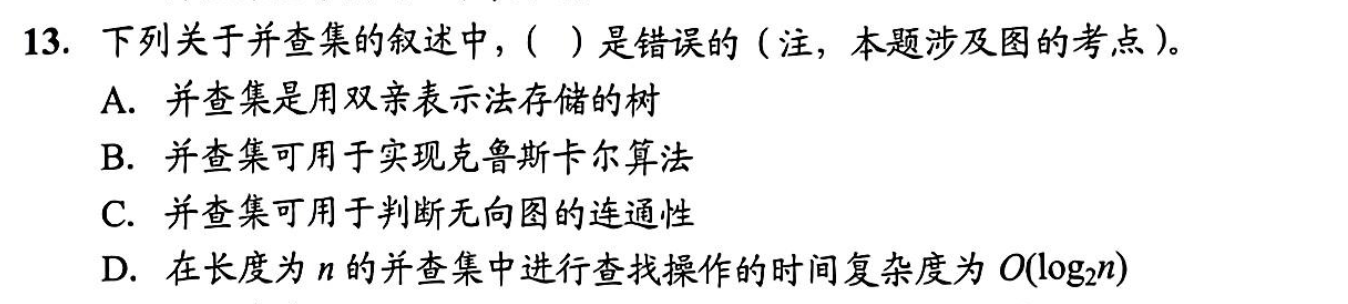 13. 下列关于并查集的叙述中,( )是错误的(注,本题涉及图的考点)。
A. 并查集是用双亲表示法存储的树
B. 并查集可用于实现克鲁斯卡尔算法
C. 并查集可用于判断无向图的连通性
D. 在长度为 n 的并查集中进行查找操作的时间复杂度为 O(log₂n)